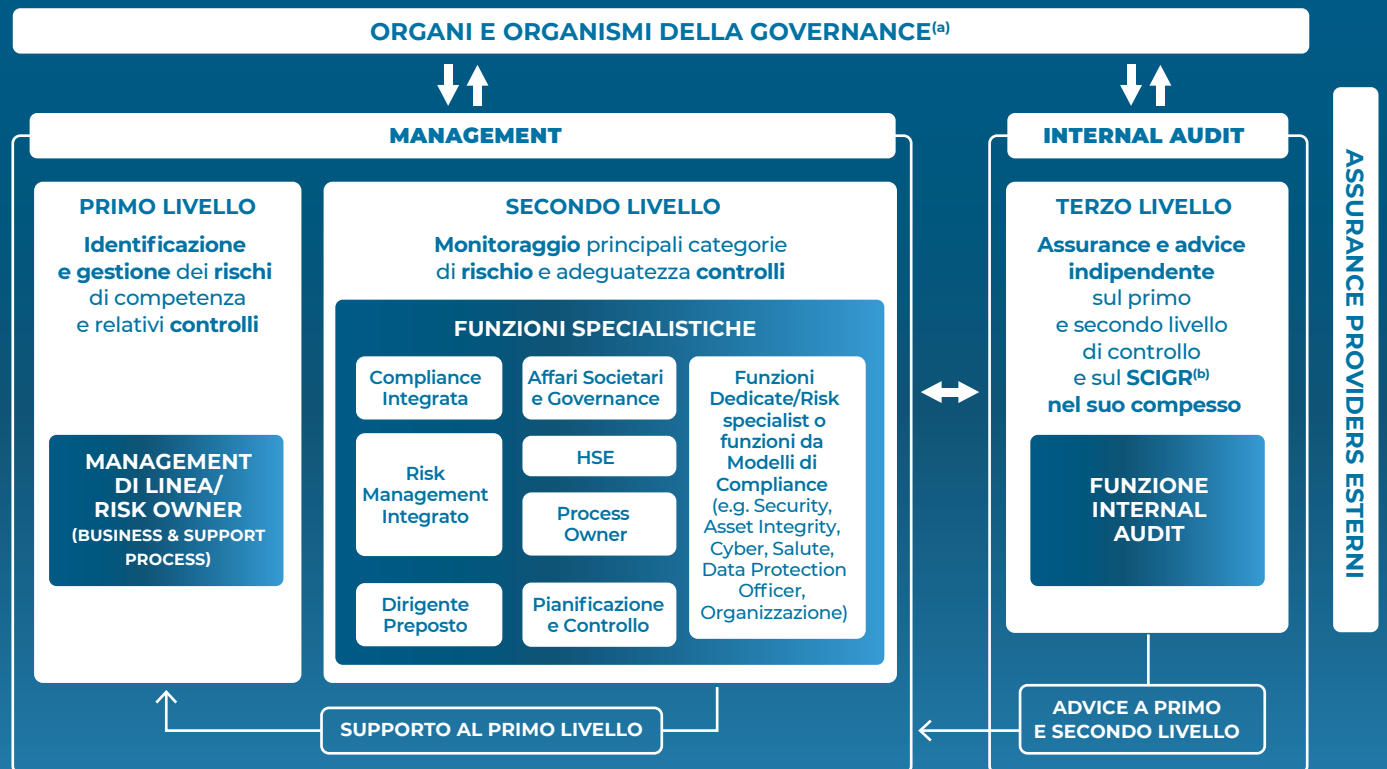 ORGANI E ORGANISMI DELLA GOVERNANCE(a)
MANAGEMENT
PRIMO LIVELLO
Identificazione
e gestione dei rischi
di competenza
e relativi controlli
MANAGEMENT
DI LINEA/
RISK OWNER
(BUSINESS & SUPPORT
PROCESS)
SECONDO LIVELLO
Monitoraggio principali categorie
di rischio e adeguatezza controlli
FUNZIONI SPECIALISTICHE
Compliance
Integrata
Risk
Management
Integrato
Dirigente
Preposto
Affari Societari
e Governance
HSE
Process
Owner
Pianificazione
e Controllo
Funzioni
Dedicate/Risk
specialist o
funzioni da
Modelli di
Compliance
(e.g. Security,
Asset Integrity,
Cyber, Salute,
Data Protection
Officer,
Organizzazione)
SUPPORTO AL PRIMO LIVELLO
INTERNAL AUDIT
TERZO LIVELLO
Assurance e advice
indipendente
sul primo
e secondo livello
di controllo
e sul SCIGR(b)
nel suo compesso
FUNZIONE
INTERNAL
AUDIT
ADVICE A PRIMO
E SECONDO LIVELLO
ASSURANCE PROVIDERS ESTERNI